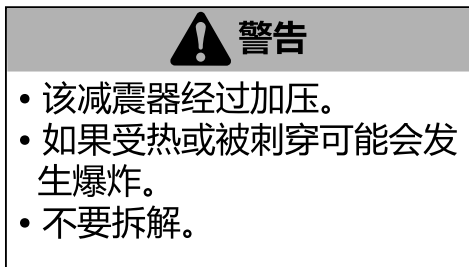 警告
• 该减震器经过加压。
• 如果受热或被刺穿可能会发
生爆炸。
• 不要拆解。